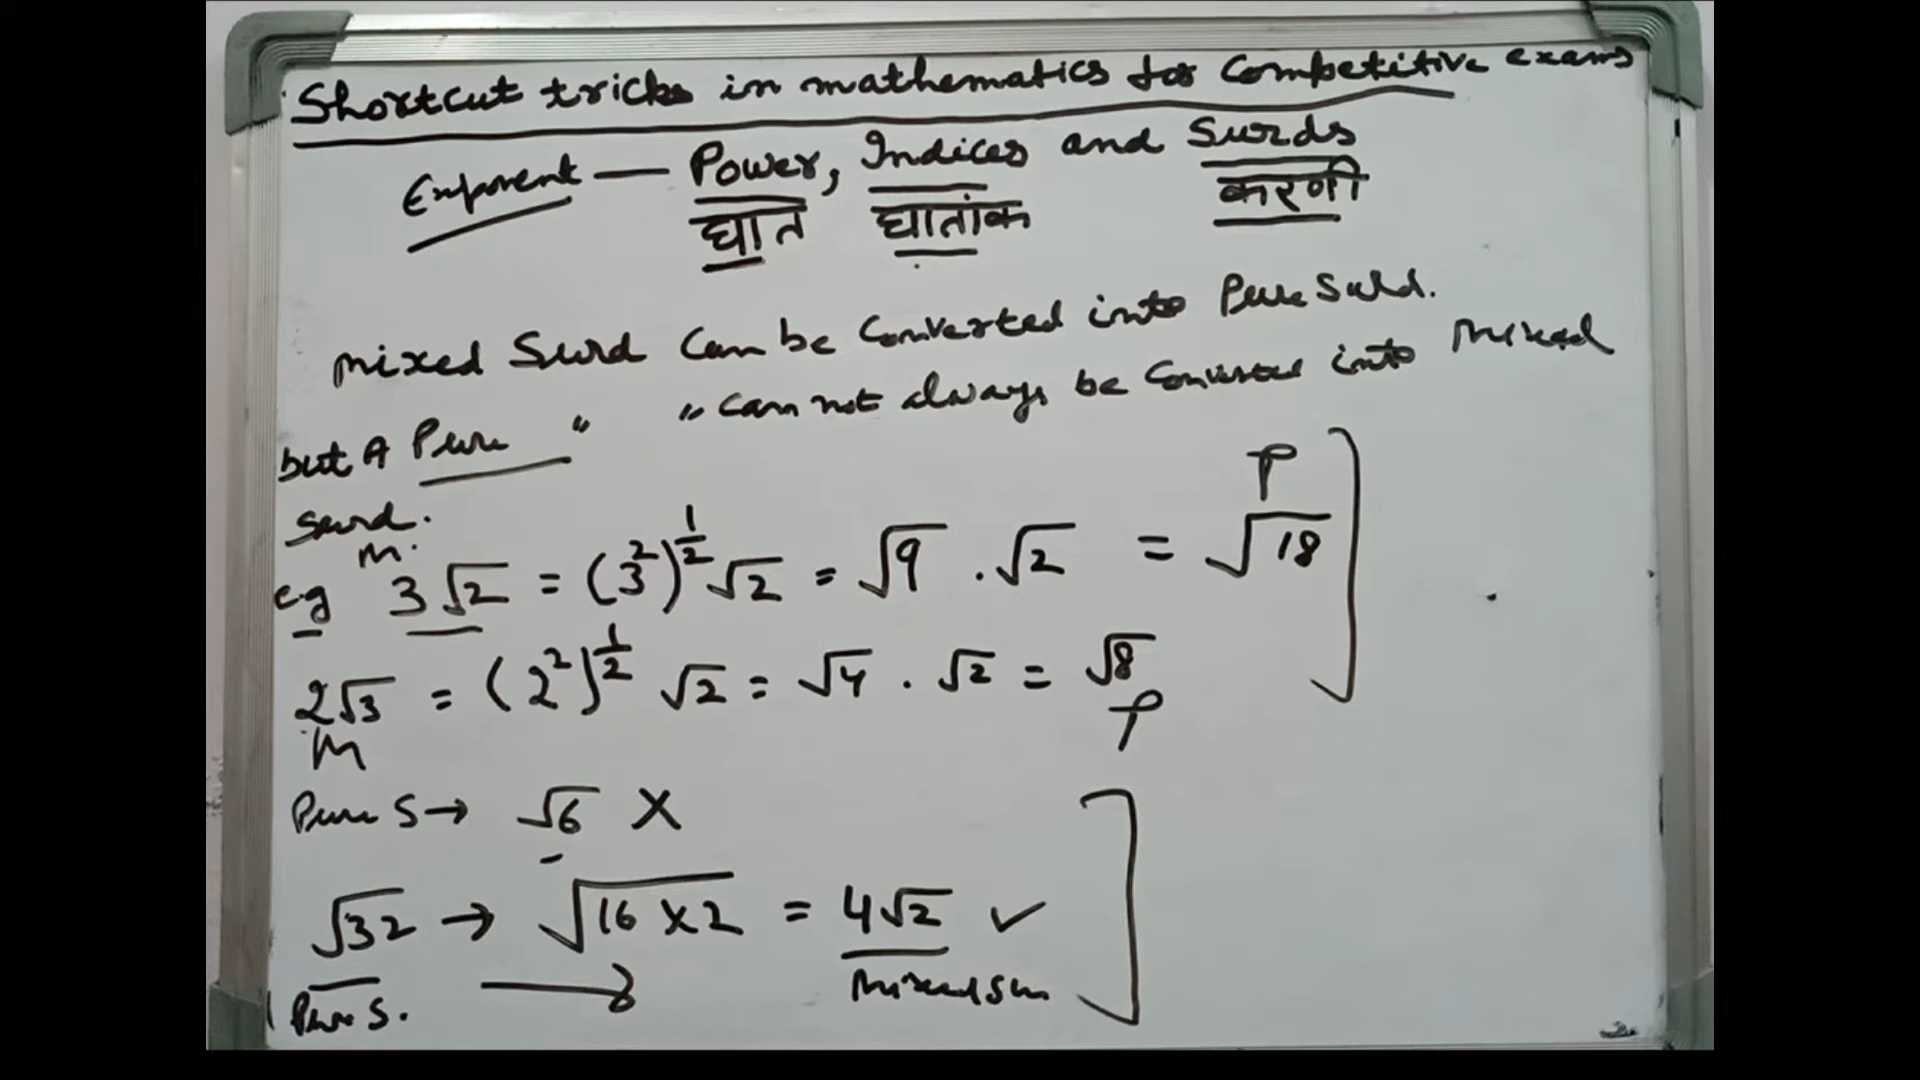 Shortcut tricks in mathematics for Competitive exams
Exponent — Power, Indices and Surds
घात घातांक करणी
Mixed Surd Can be Converted into Pure Surd.
but A Pure " " can not always be Converted into Mixed
Surd.
M. P
e.g 3√2 = (3²)^½ √2 = √9 . √2 = √18
2√3 = (2²)^½ √2 = √4 . √2 = √8
M P
Pure S → √6 X
√32 → √16 X 2 = 4√2 ✓
Pure S. → Mixed Su